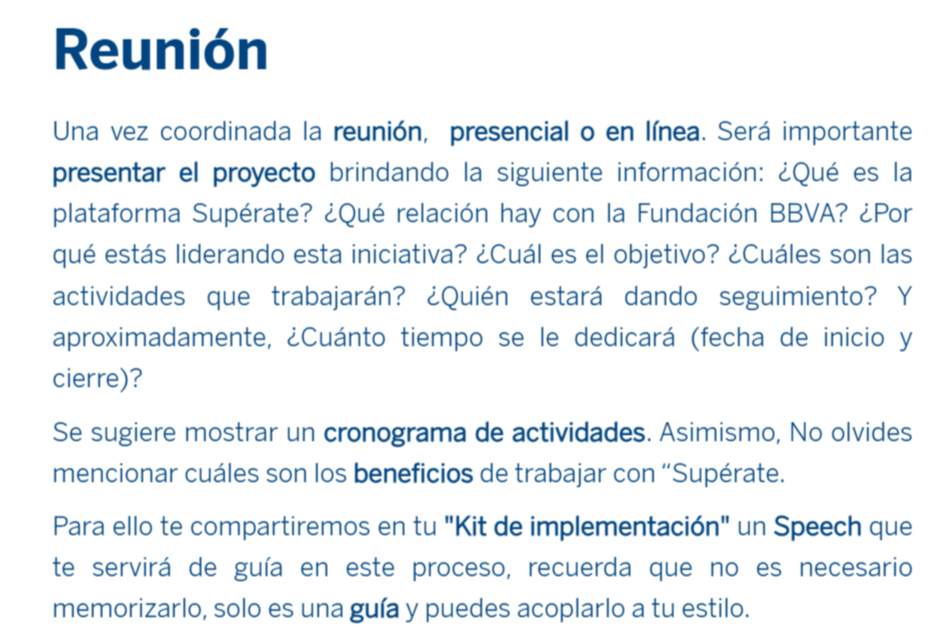 Reunión
Una vez coordinada la reunión, presencial o en línea. Será importante
presentar el proyecto brindando la siguiente información: ¿Qué es la
plataforma Supérate? ¿Qué relación hay con la Fundación BBVA? ¿Por
qué estás liderando esta iniciativa? ¿Cuál es el objetivo? ¿Cuáles son las
actividades que trabajarán? ¿Quién estará dando seguimiento? Y
aproximadamente, ¿Cuánto tiempo se le dedicará (fecha de inicio y
cierre)?
Se sugiere mostrar un cronograma de actividades. Asimismo, No olvides
mencionar cuáles son los beneficios de trabajar con “Supérate.
Para ello te compartiremos en tu "Kit de implementación" un Speech que
te servirá de guía en este proceso, recuerda que no es necesario
memorizarlo, solo es una guía y puedes acoplarlo a tu estilo.